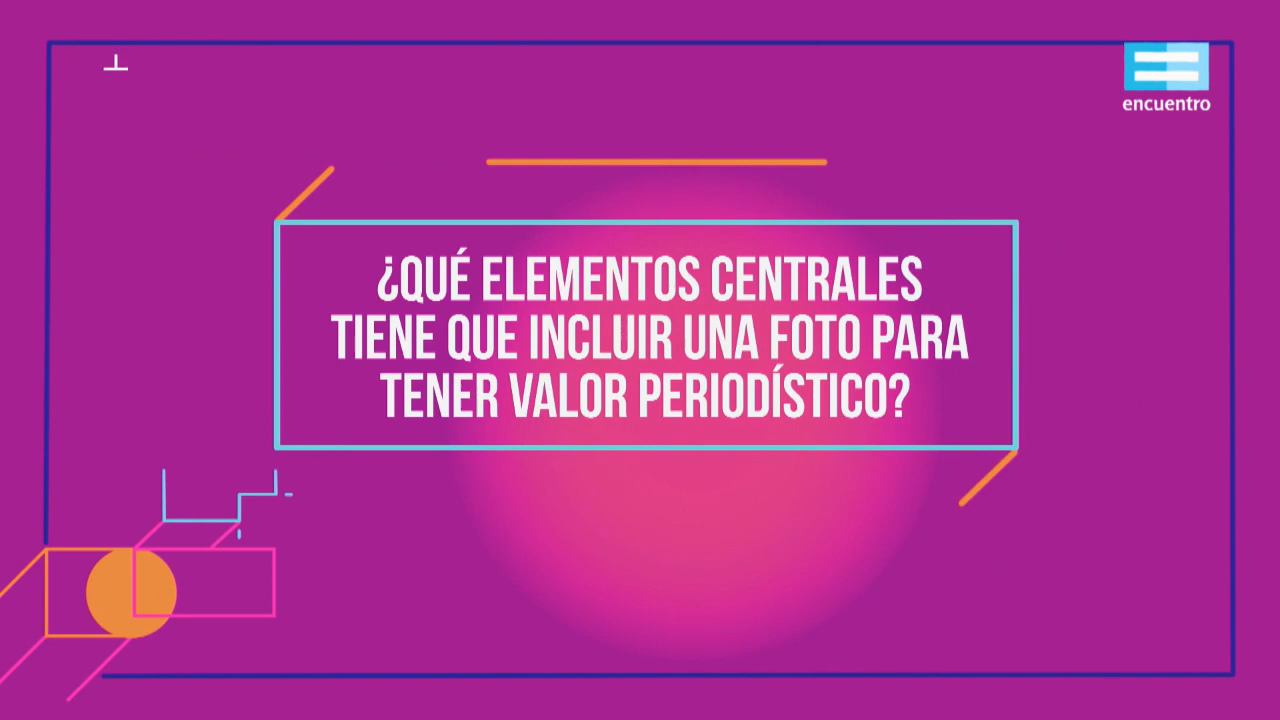 encuentro
¿QUÉ ELEMENTOS CENTRALES
TIENE QUE INCLUIR UNA FOTO PARA
TENER VALOR PERIODÍSTICO?